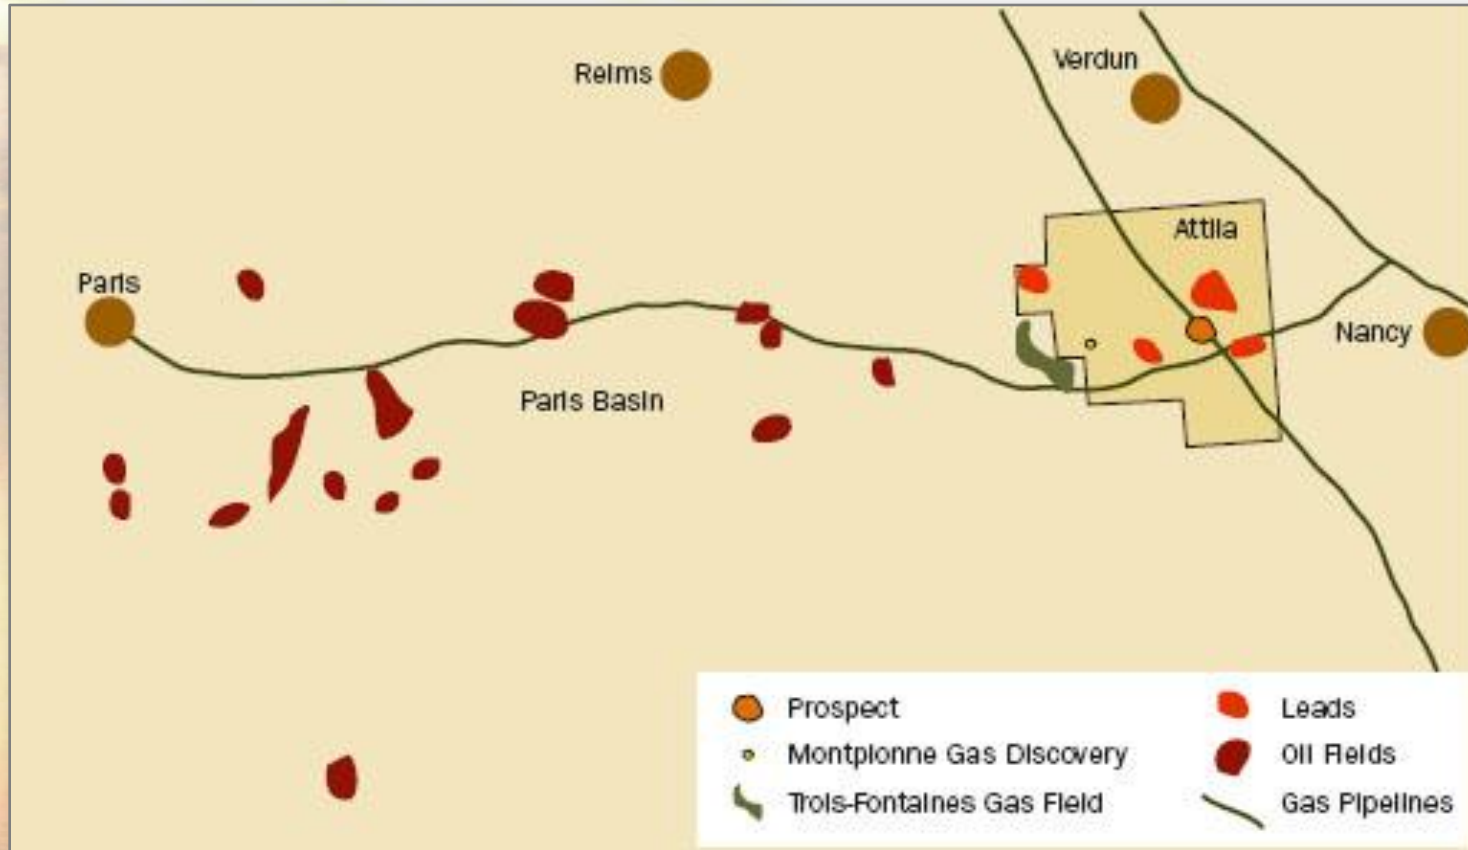 Reims
Verdun
Attila
Paris
Nancy
Paris Basin
Prospect
Leads
Montplonne Gas Discovery
Oil Fields
Trois-Fontaines Gas Field
Gas Pipelines